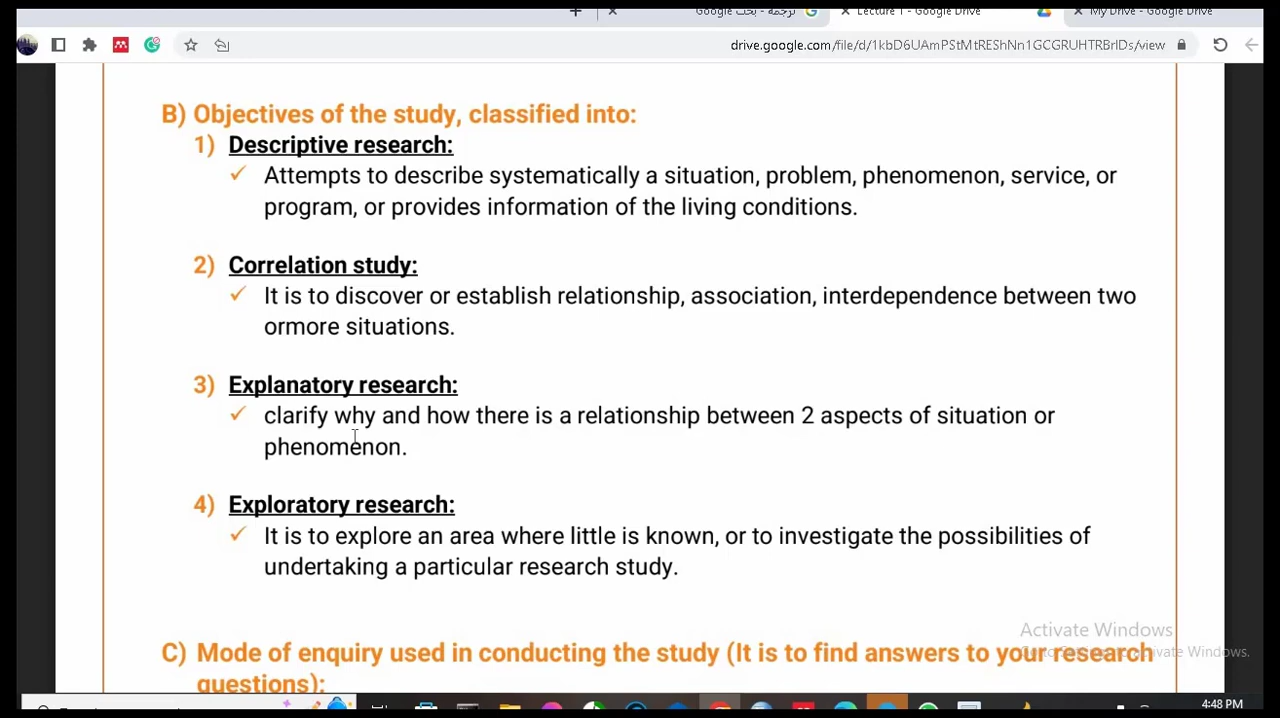 ترجمة - بحث Google
Lecture 1 - Google Drive
My Drive - Google Drive
drive.google.com/file/d/1kbD6UAmPStMtREShNn1GCGRUHTRBrIDs/view
B) Objectives of the study, classified into:
1) Descriptive research:
✓ Attempts to describe systematically a situation, problem, phenomenon, service, or
program, or provides information of the living conditions.
2) Correlation study:
✓ It is to discover or establish relationship, association, interdependence between two
ormore situations.
3) Explanatory research:
✓ clarify why and how there is a relationship between 2 aspects of situation or
phenomenon.
4) Exploratory research:
✓ It is to explore an area where little is known, or to investigate the possibilities of
undertaking a particular research study.
Activate Windows
C) Mode of enquiry used in conducting the study (It is to find answers to your research
questions):
4:48 PM